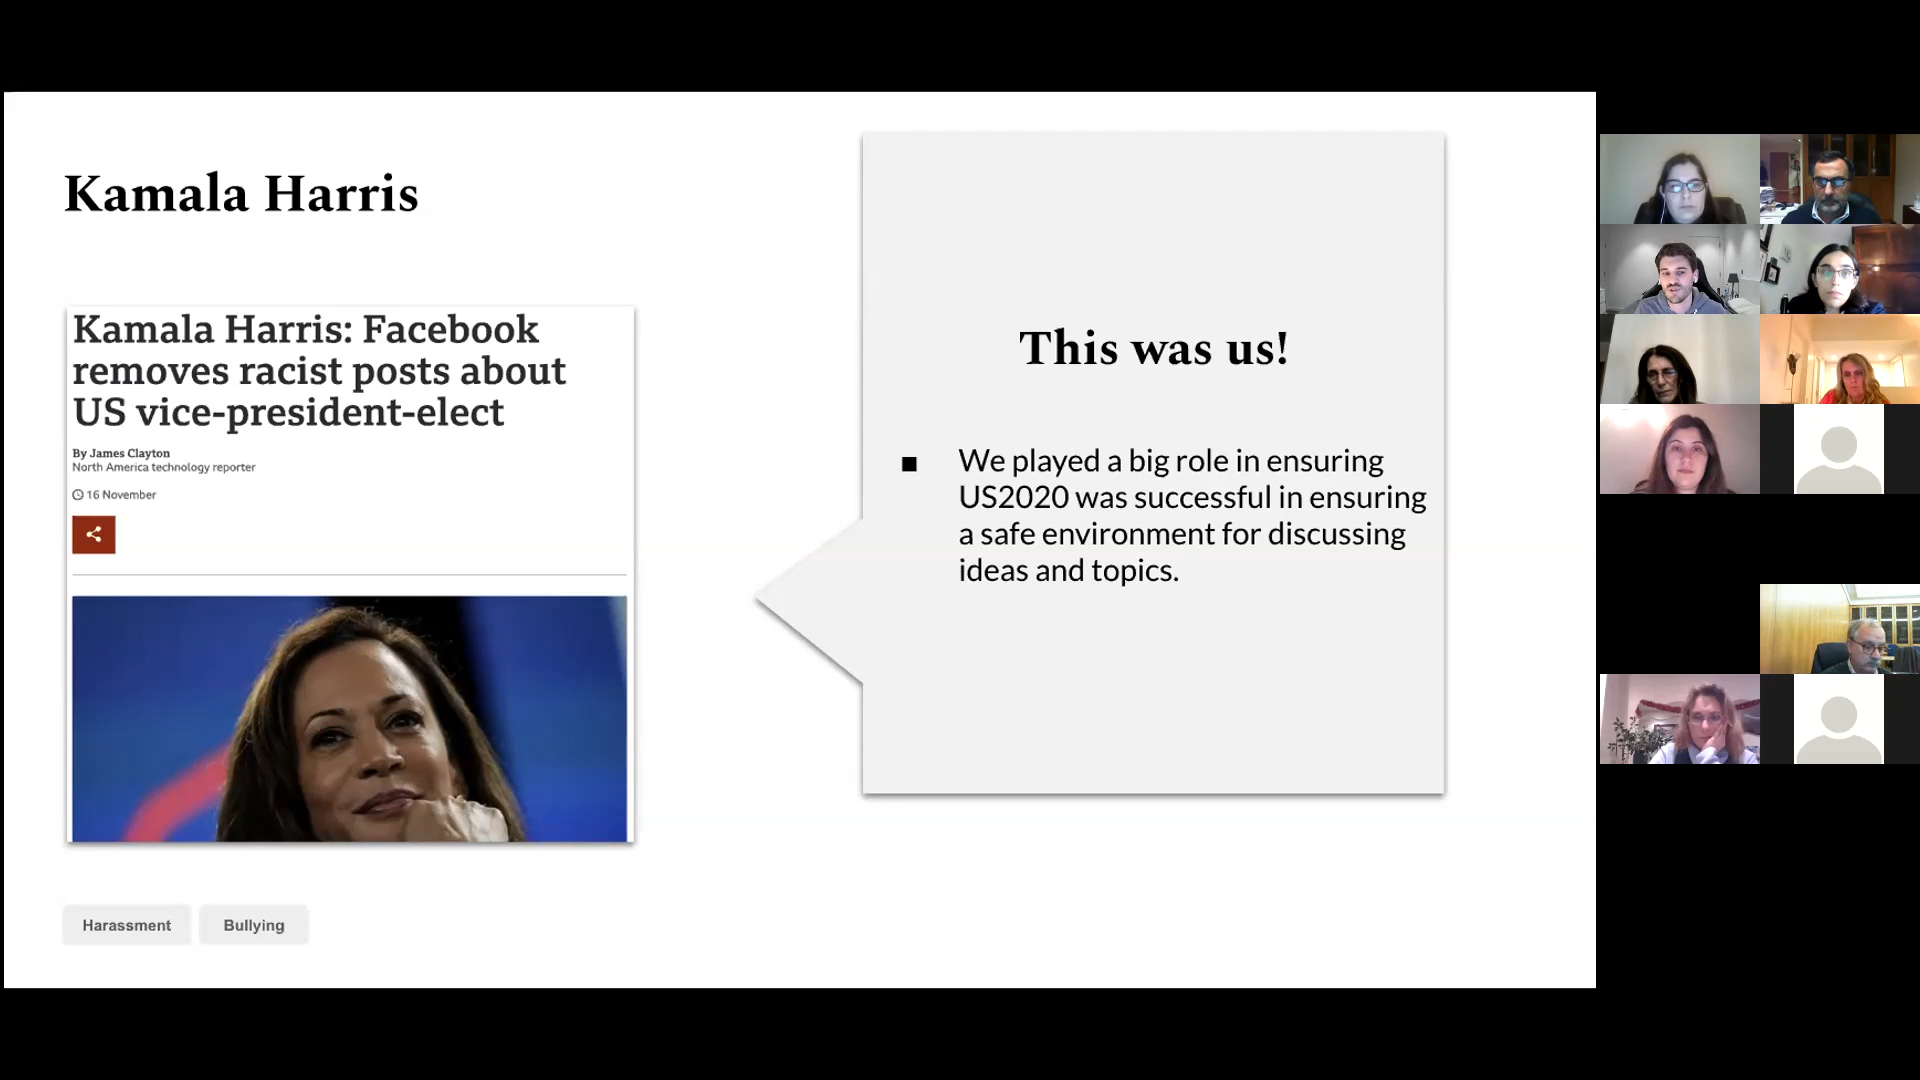 Kamala Harris
Kamala Harris: Facebook
removes racist posts about
US vice-president-elect
By James Clayton
North America technology reporter
16 November
Harassment
Bullying
This was us!
■ We played a big role in ensuring
US2020 was successful in ensuring
a safe environment for discussing
ideas and topics.